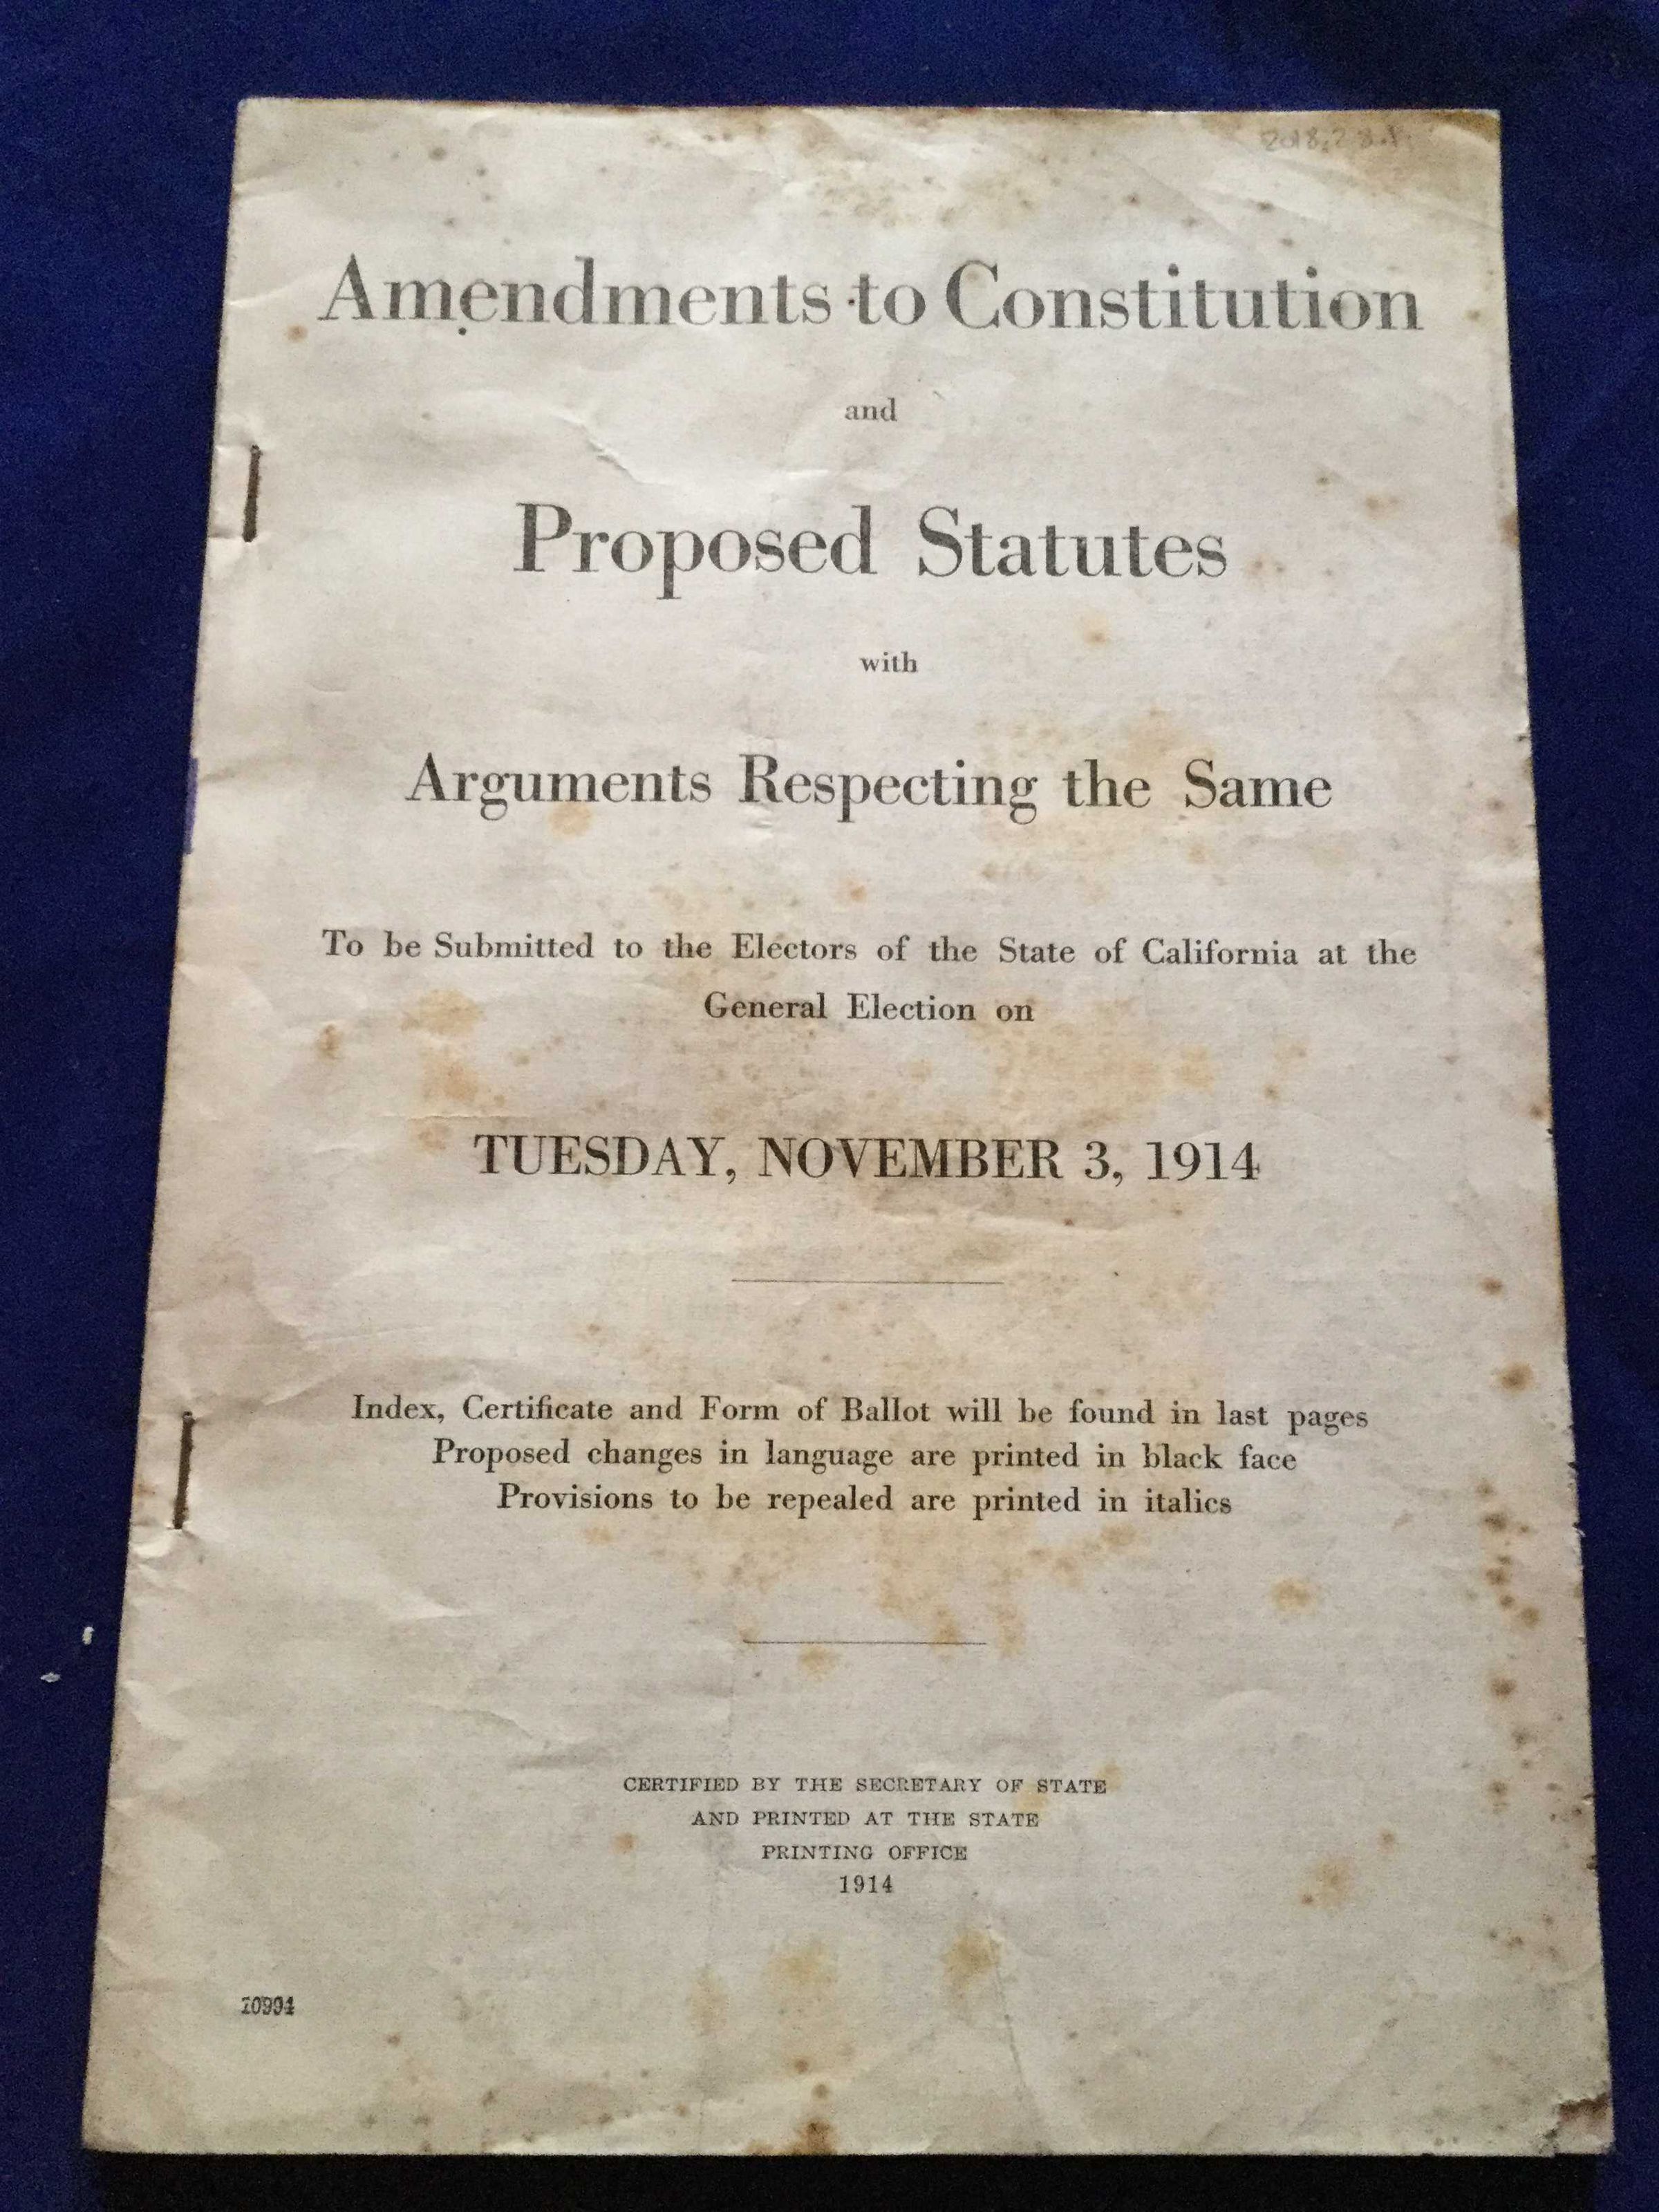 Amendments to Constitution
and
Proposed Statutes
with
Arguments Respecting the Same
To be Submitted to the Electors of the State of California at the
General Election on
TUESDAY, NOVEMBER 3, 1914
Index, Certificate and Form of Ballot will be found in last pages
Proposed changes in language are printed in black face
Provisions to be repealed are printed in italics
CERTIFIED BY THE SECRETARY OF STATE
AND PRINTED AT THE STATE
PRINTING OFFICE
1914